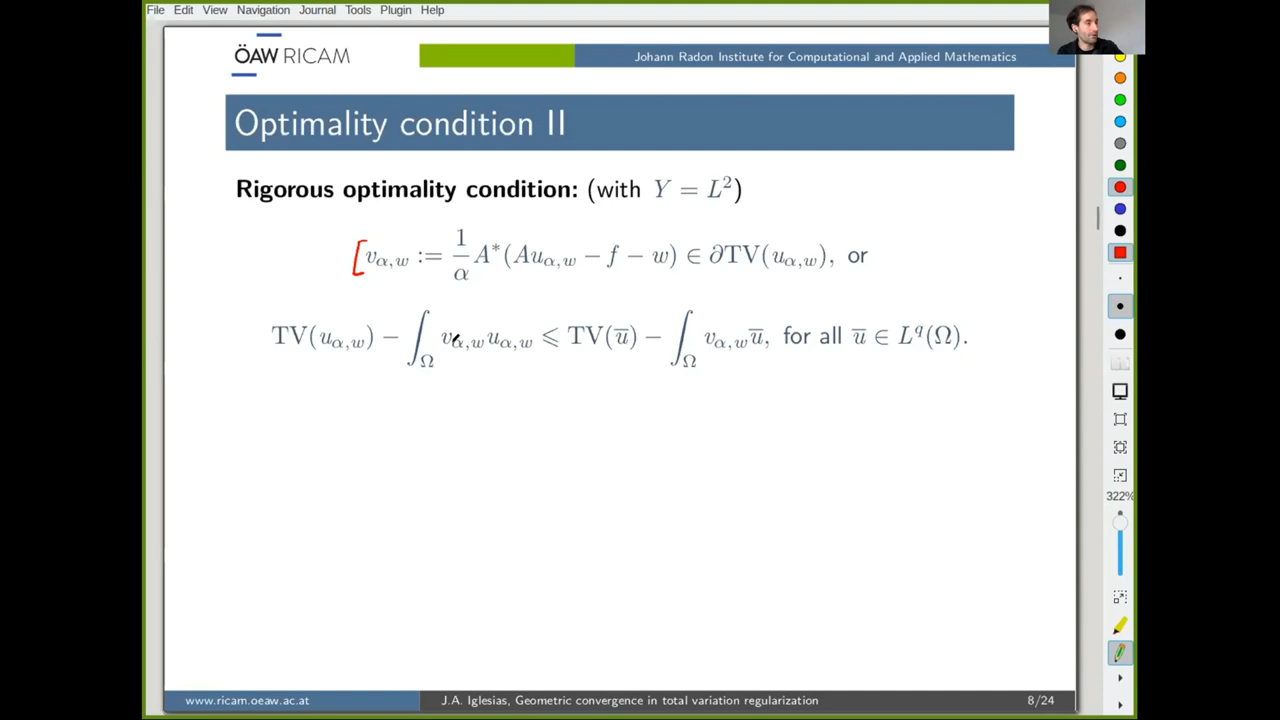 File Edit View Navigation Journal Tools Plugin Help
ÖAW RICAM
Johann Radon Institute for Computational and Applied Mathematics
Optimality condition II
Rigorous optimality condition: (with Y = L²)
v_{α,w} := \frac{1}{α} A*(Au_{α,w} − f − w) ∈ ∂TV(u_{α,w}), or
TV(u_{α,w}) − ∫_Ω v_{α,w} u_{α,w} ⩽ TV(ū) − ∫_Ω v_{α,w} ū, for all ū ∈ L^q(Ω).
322%
www.ricam.oeaw.ac.at
J.A. Iglesias, Geometric convergence in total variation regularization
8/24